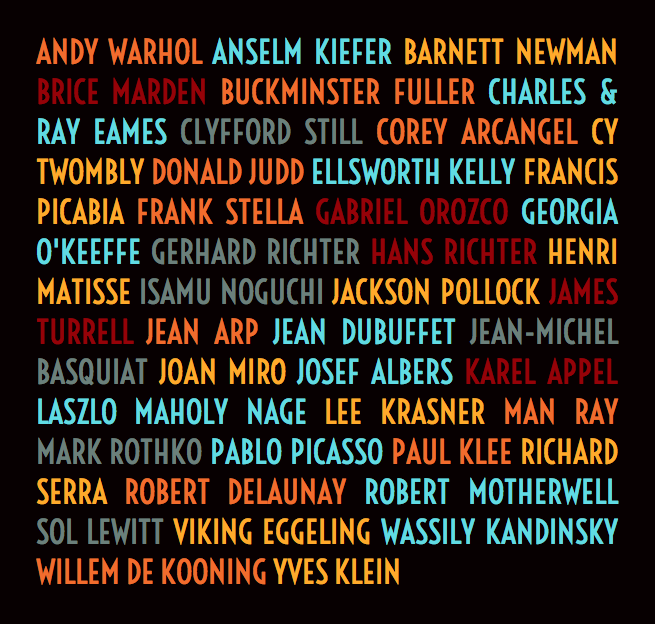 ANDY WARHOL ANSELM KIEFER BARNETT NEWMAN
BRICE MARDEN BUCKMINSTER FULLER CHARLES &
RAY EAMES CLYFFORD STILL COREY ARCANGEL CY
TWOMBLY DONALD JUDD ELLSWORTH KELLY FRANCIS
PICABIA FRANK STELLA GABRIEL OROZCO GEORGIA
O'KEEFFE GERHARD RICHTER HANS RICHTER HENRI
MATISSE ISAMU NOGUCHI JACKSON POLLOCK JAMES
TURRELL JEAN ARP JEAN DUBUFFET JEAN-MICHEL
BASQUIAT JOAN MIRO JOSEF ALBERS KAREL APPEL
LASZLO MAHOLY NAGE LEE KRASNER MAN RAY
MARK ROTHKO PABLO PICASSO PAUL KLEE RICHARD
SERRA ROBERT DELAUNAY ROBERT MOTHERWELL
SOL LEWITT VIKING EGGELING WASSILY KANDINSKY
WILLEM DE KOONING YVES KLEIN